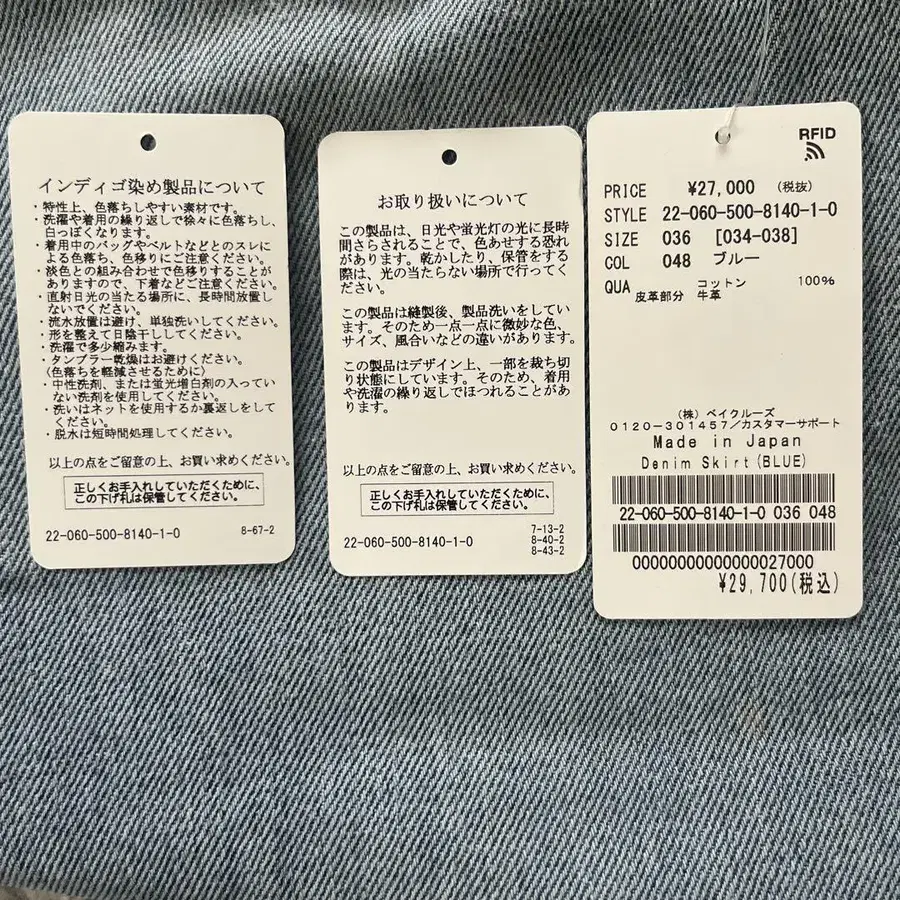 インディゴ染め製品について
・特性上、色落ちしやすい素材です。
・洗濯や着用の繰り返しで徐々に色落ちし、
白っぽくなります。
・着用中のバッグやベルトなどとのスレに
よる色落ち、色移りにご注意ください。
・淡色との組み合わせで色移りすることが
ありますので、下着などご注意ください。
・直射日光の当たる場所に、長時間放置し
ないでください。
・流水放置は避け、単独洗いしてください。
・形を整えて日陰干ししてください。
・洗濯で多少縮みます。
・タンブラー乾燥はお避けください。
〈色落ちを軽減させるために〉
・中性洗剤、または蛍光増白剤の入ってい
ない洗剤を使用してください。
・洗いはネットを使用するか裏返しをして
ください。
・脱水は短時間処理してください。
以上の点をご留意の上、お買い求めください。
正しくお手入れしていただくために、
この下げ札は保管してください。
22-060-500-8140-1-0 8-67-2
お取り扱いについて
この製品は、日光や蛍光灯の光に長時
間さらされることで、色あせする恐れ
があります。乾かしたり、保管をする
際は、光の当たらない場所で行ってく
ださい。
この製品は縫製後、製品洗いをしてい
ます。そのため一点一点に微妙な色、
サイズ、風合いなどの違いがあります。
この製品はデザイン上、一部を裁ち切
り状態にしています。そのため、着用
や洗濯の繰り返しでほつれることがあ
ります。
以上の点をご留意の上、お買い求めください。
正しくお手入れしていただくために、
この下げ札は保管してください。
7-13-2
22-060-500-8140-1-0 8-40-2
8-43-2
RFID
PRICE ¥27,000 (税抜)
STYLE 22-060-500-8140-1-0
SIZE 036 [034-038]
COL 048 ブルー
QUA コットン 100%
皮革部分 牛革
(株) ベイクルーズ
0120-301457/カスタマーサポート
Made in Japan
Denim Skirt(BLUE)
22-060-500-8140-1-0 036 048
00000000000000027000
¥29,700(税込)